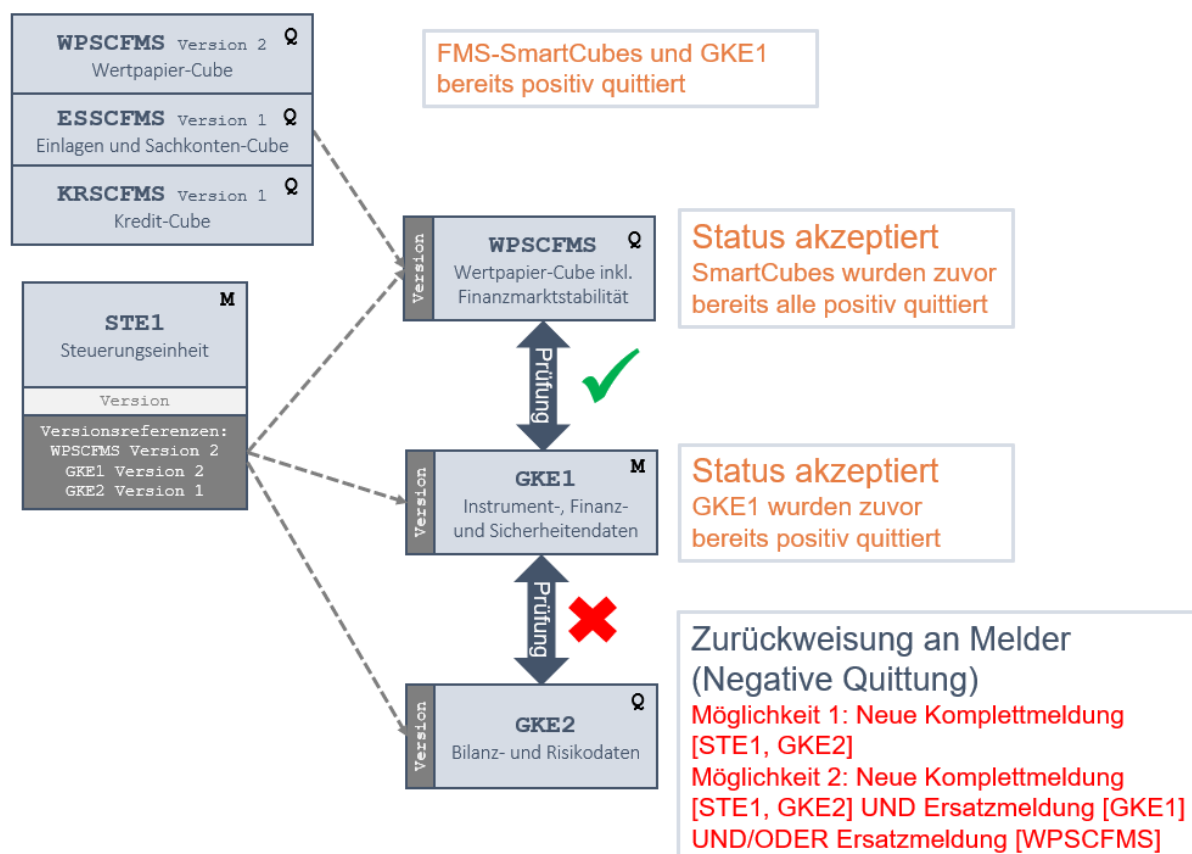 WPSCFMS Version 2 Q
Wertpapier-Cube
ESSCFMS Version 1 Q
Einlagen und Sachkonten-Cube
KRSCFMS Version 1 Q
Kredit-Cube
FMS-SmartCubes und GKE1
bereits positiv quittiert
STE1 M
Steuerungseinheit
Version
Versionsreferenzen:
WPSCFMS Version 2
GKE1 Version 2
GKE2 Version 1
Version
WPSCFMS Q
Wertpapier-Cube inkl.
Finanzmarktstabilität
Status akzeptiert
SmartCubes wurden zuvor
bereits alle positiv quittiert
Prüfung
Version
GKE1 M
Instrument-, Finanz-
und Sicherheitendaten
Status akzeptiert
GKE1 wurden zuvor
bereits positiv quittiert
Prüfung
Version
GKE2 Q
Bilanz- und Risikodaten
Zurückweisung an Melder
(Negative Quittung)
Möglichkeit 1: Neue Komplettmeldung
[STE1, GKE2]
Möglichkeit 2: Neue Komplettmeldung
[STE1, GKE2] UND Ersatzmeldung [GKE1]
UND/ODER Ersatzmeldung [WPSCFMS]